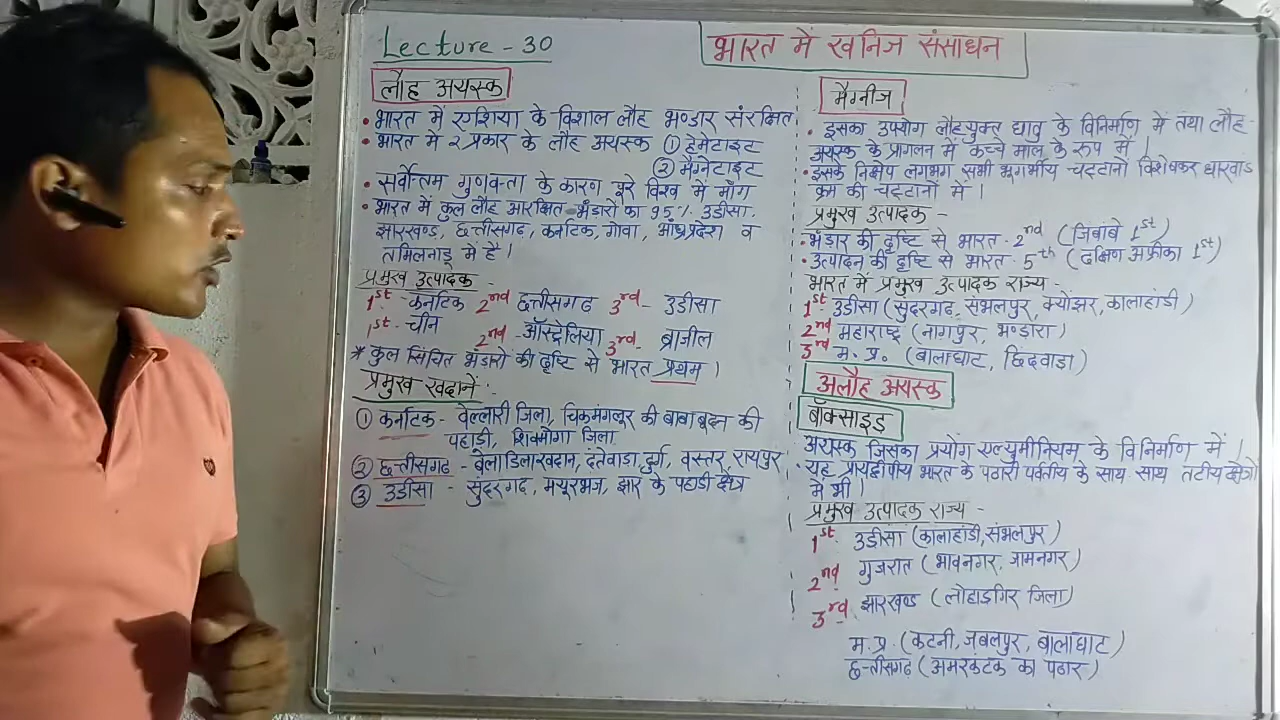 Lecture - 30
भारत में खनिज संसाधन
लौह अयस्क
• भारत में एशिया के विशाल लौह भण्डार संरक्षित
• भारत में २ प्रकार के लौह अयस्क ① हेमेटाइट
② मैग्नेटाइट
• सर्वोत्तम गुणवत्ता के कारण पूरे विश्व में माँग
• भारत में कुल लौह आरक्षित भंडारों का 95% उडीसा,
झारखण्ड, छत्तीसगढ, कर्नाटक, गोवा, आंध्रप्रदेश व
तमिलनाडु में है।
प्रमुख उत्पादक -
1st - कर्नाटक 2nd छत्तीसगढ 3rd - उडीसा
1st - चीन 2nd - ऑस्ट्रेलिया 3rd - ब्राजील
* कुल सिंचित भंडारों की दृष्टि से भारत प्रथम।
प्रमुख खदानें :
① कर्नाटक - वेल्लारी जिला, चिकमंगलूर की बाबाबूदन की
पहाडी, शिवमोगा जिला
② छत्तीसगढ - बेलाडिलाखदान, दंतेवाडा, दुर्ग, वस्तर, रायपुर
③ उडीसा - सुंदरगढ, मयूरभंज, झार के पहाडी क्षेत्र
मैग्नीज
• इसका उपयोग लौहयुक्त धातु के विनिर्माण में तथा लौह-
अयस्क के प्रागलन में कच्चे माल के रूप में।
• इसके निक्षेप लगभग सभी भूगर्भीय चट्टानों विशेषकर धारवाड
क्रम की चट्टानों में।
प्रमुख उत्पादक -
• भंडार की दृष्टि से भारत - 2nd (जिंबांबे 1st)
• उत्पादन की दृष्टि से भारत - 5th (दक्षिण अफ्रीका 1st)
भारत में प्रमुख उत्पादक राज्य -
1st उडीसा (सुंदरगढ, संभलपुर, क्योंझर, कालाहांडी)
2nd महाराष्ट्र (नागपुर, भण्डारा)
3rd म. प्र. (बालाघाट, छिंदवाडा)
अलौह अयस्क
बॉक्साइड
अयस्क जिसका प्रयोग एल्युमीनियम के विनिर्माण में।
• यह प्रायद्वीपीय भारत के पठारी पर्वतीय के साथ साथ तटीय क्षेत्रों
में भी।
प्रमुख उत्पादक राज्य -
1st. उडीसा (कालाहांडी, संभलपुर)
2nd गुजरात (भावनगर, जामनगर)
3rd. झारखण्ड (लोहाडगिर जिला)
म. प्र. (कटनी, जबलपुर, बालाघाट)
छत्तीसगढ (अमरकंटक का पठार)